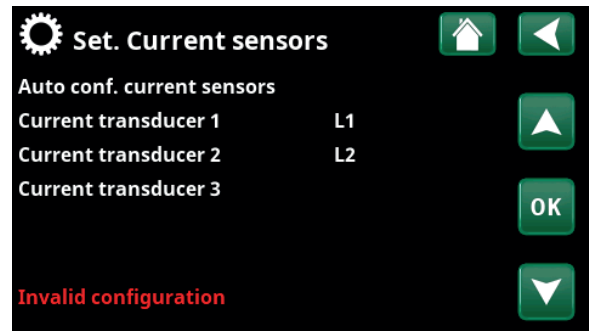 Set. Current sensors
Auto conf. current sensors
Current transducer 1 L1
Current transducer 2 L2
Current transducer 3
OK
Invalid configuration